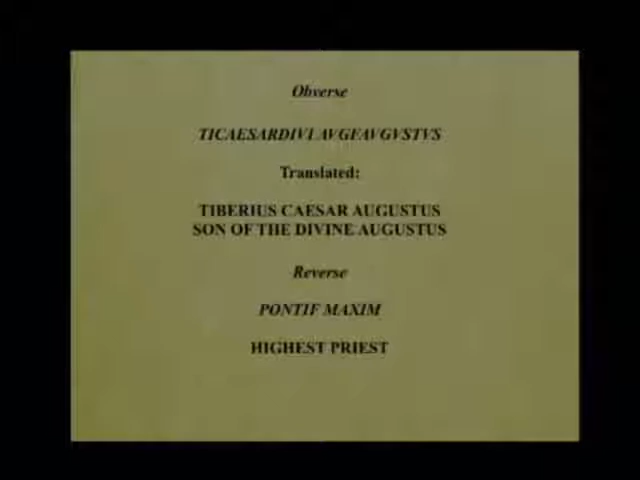 Obverse
TICAESARDIVI AVGFAVGVSTVS
Translated:
TIBERIUS CAESAR AUGUSTUS
SON OF THE DIVINE AUGUSTUS
Reverse
PONTIF MAXIM
HIGHEST PRIEST